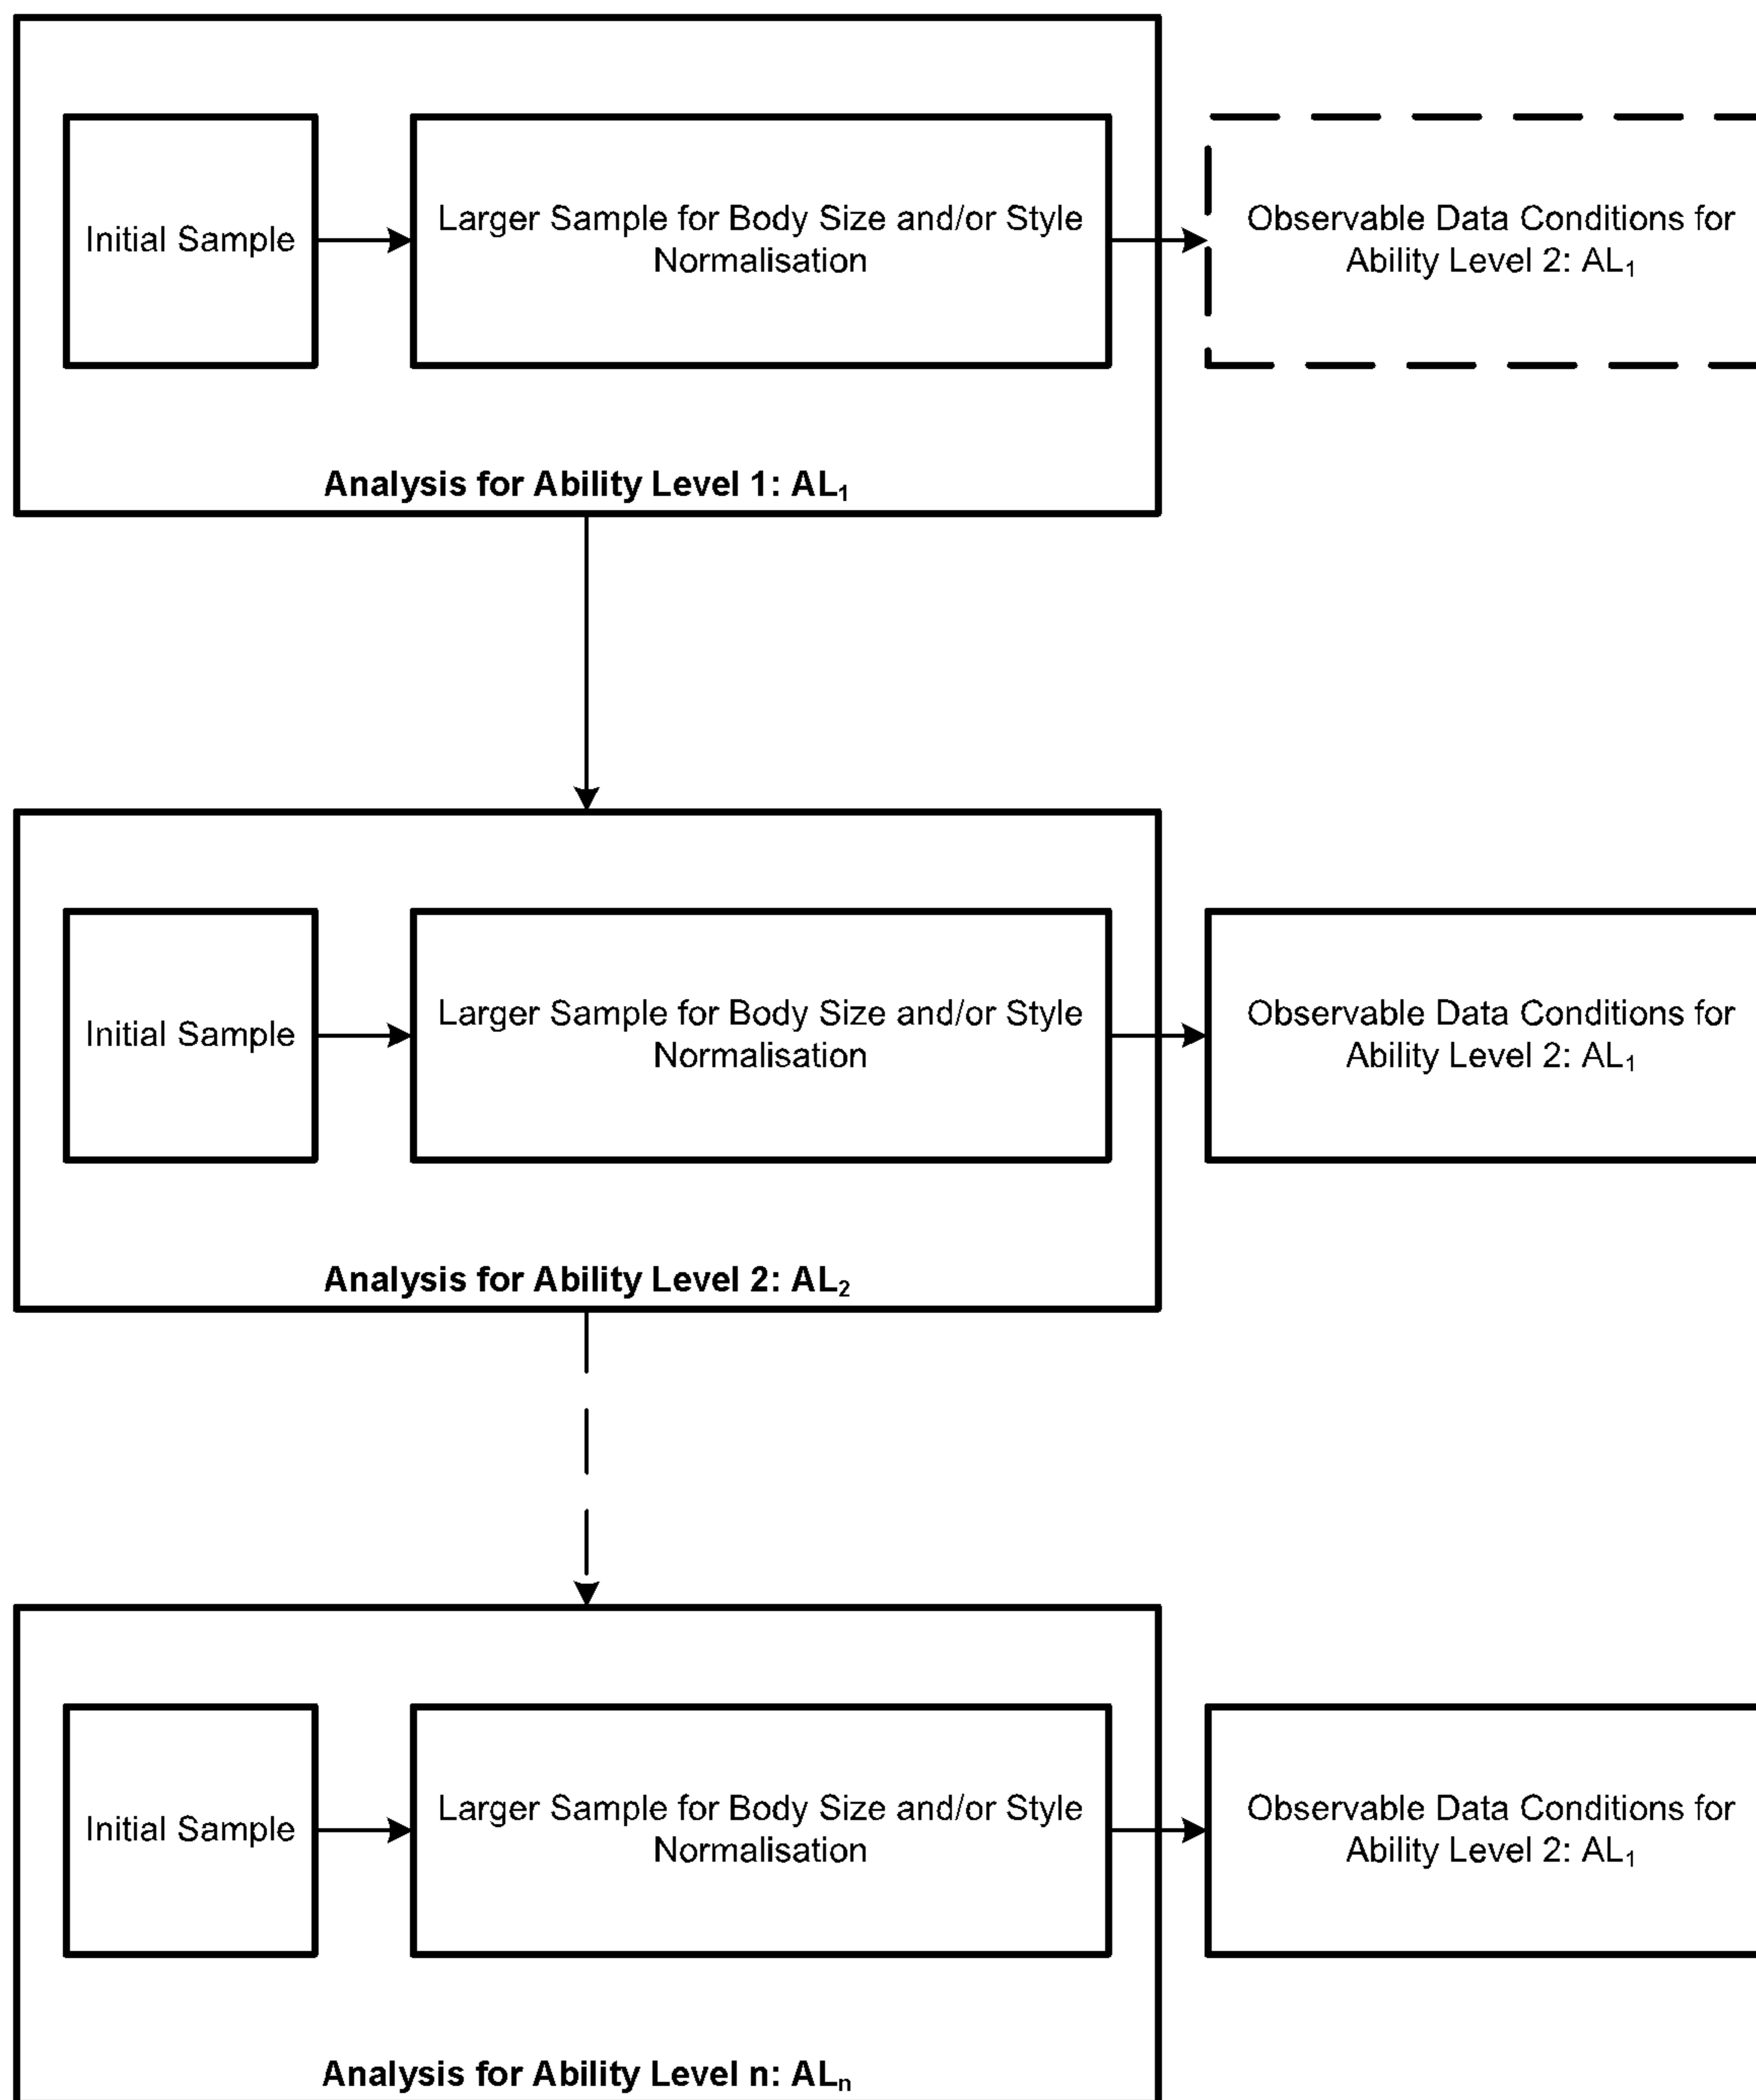 Initial Sample
Larger Sample for Body Size and/or Style
Normalisation
Observable Data Conditions for
Ability Level 2: AL₁
Analysis for Ability Level 1: AL₁
Initial Sample
Larger Sample for Body Size and/or Style
Normalisation
Observable Data Conditions for
Ability Level 2: AL₁
Analysis for Ability Level 2: AL₂
Initial Sample
Larger Sample for Body Size and/or Style
Normalisation
Observable Data Conditions for
Ability Level 2: AL₁
Analysis for Ability Level n: ALₙ